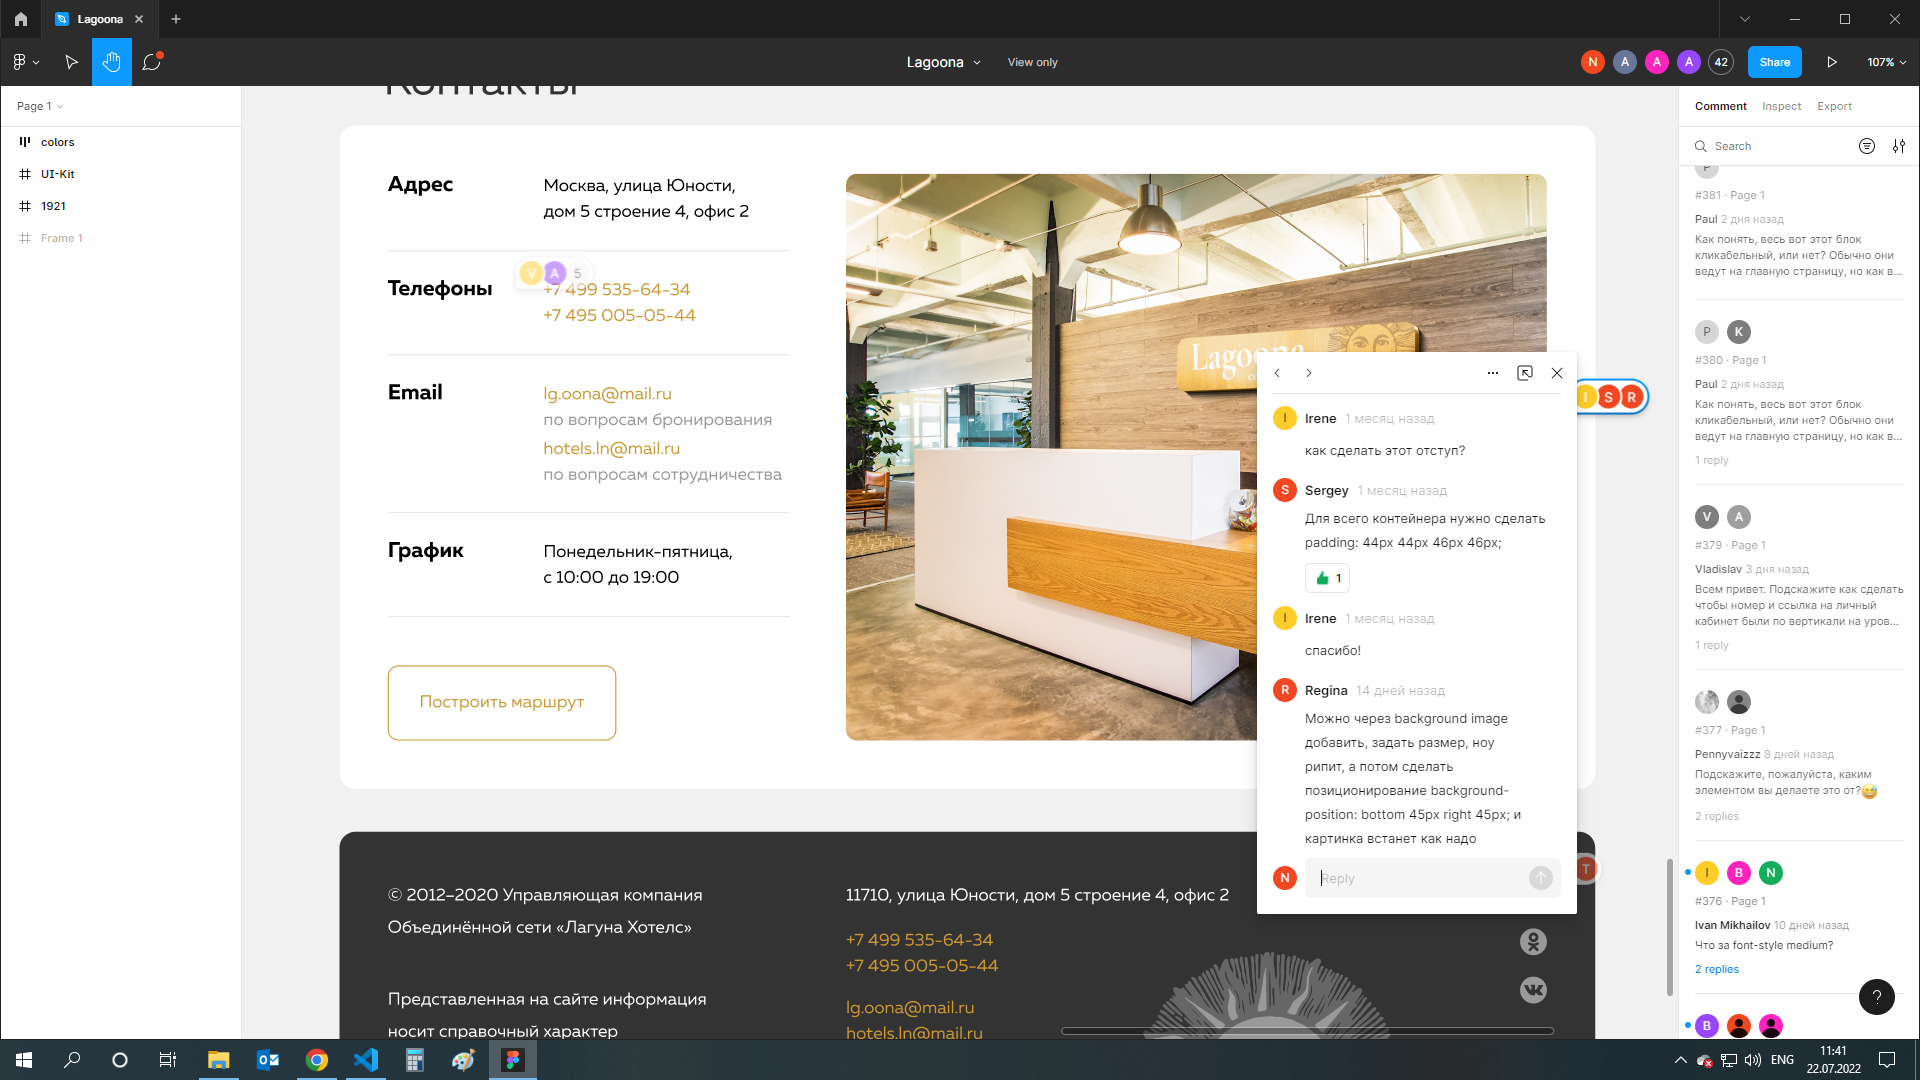 Lagoona
Lagoona
View only
N
A
A
A
42
Share
107%
Page 1
colors
UI-Kit
1921
Frame 1
Контакты
Адрес
Москва, улица Юности,
дом 5 строение 4, офис 2
V A 5
Телефоны
+7 499 535-64-34
+7 495 005-05-44
Email
lg.oona@mail.ru
по вопросам бронирования
hotels.ln@mail.ru
по вопросам сотрудничества
График
Понедельник-пятница,
с 10:00 до 19:00
Построить маршрут
Lagoona
I S R
I
Irene 1 месяц назад
как сделать этот отступ?
S
Sergey 1 месяц назад
Для всего контейнера нужно сделать
padding: 44px 44px 46px 46px;
1
I
Irene 1 месяц назад
спасибо!
R
Regina 14 дней назад
Можно через background image
добавить, задать размер, ноу
рипит, а потом сделать
позиционирование background-
position: bottom 45px right 45px; и
картинка встанет как надо
N
Reply
T
© 2012–2020 Управляющая компания
Объединённой сети «Лагуна Хотелс»
Представленная на сайте информация
носит справочный характер
11710, улица Юности, дом 5 строение 4, офис 2
+7 499 535-64-34
+7 495 005-05-44
lg.oona@mail.ru
hotels.ln@mail.ru
Comment
Inspect
Export
Search
P
#381 · Page 1
Paul 2 дня назад
Как понять, весь вот этот блок
кликабельный, или нет? Обычно они
ведут на главную страницу, но как в...
P K
#380 · Page 1
Paul 2 дня назад
Как понять, весь вот этот блок
кликабельный, или нет? Обычно они
ведут на главную страницу, но как в...
1 reply
V A
#379 · Page 1
Vladislav 3 дня назад
Всем привет. Подскажите как сделать
чтобы номер и ссылка на личный
кабинет были по вертикали на уров...
1 reply
#377 · Page 1
Pennyvaizzz 8 дней назад
Подскажите, пожалуйста, каким
элементом вы делаете это от?😅
2 replies
I B N
#376 · Page 1
Ivan Mikhailov 10 дней назад
Что за font-style medium?
2 replies
?
B
ENG
11:41
22.07.2022